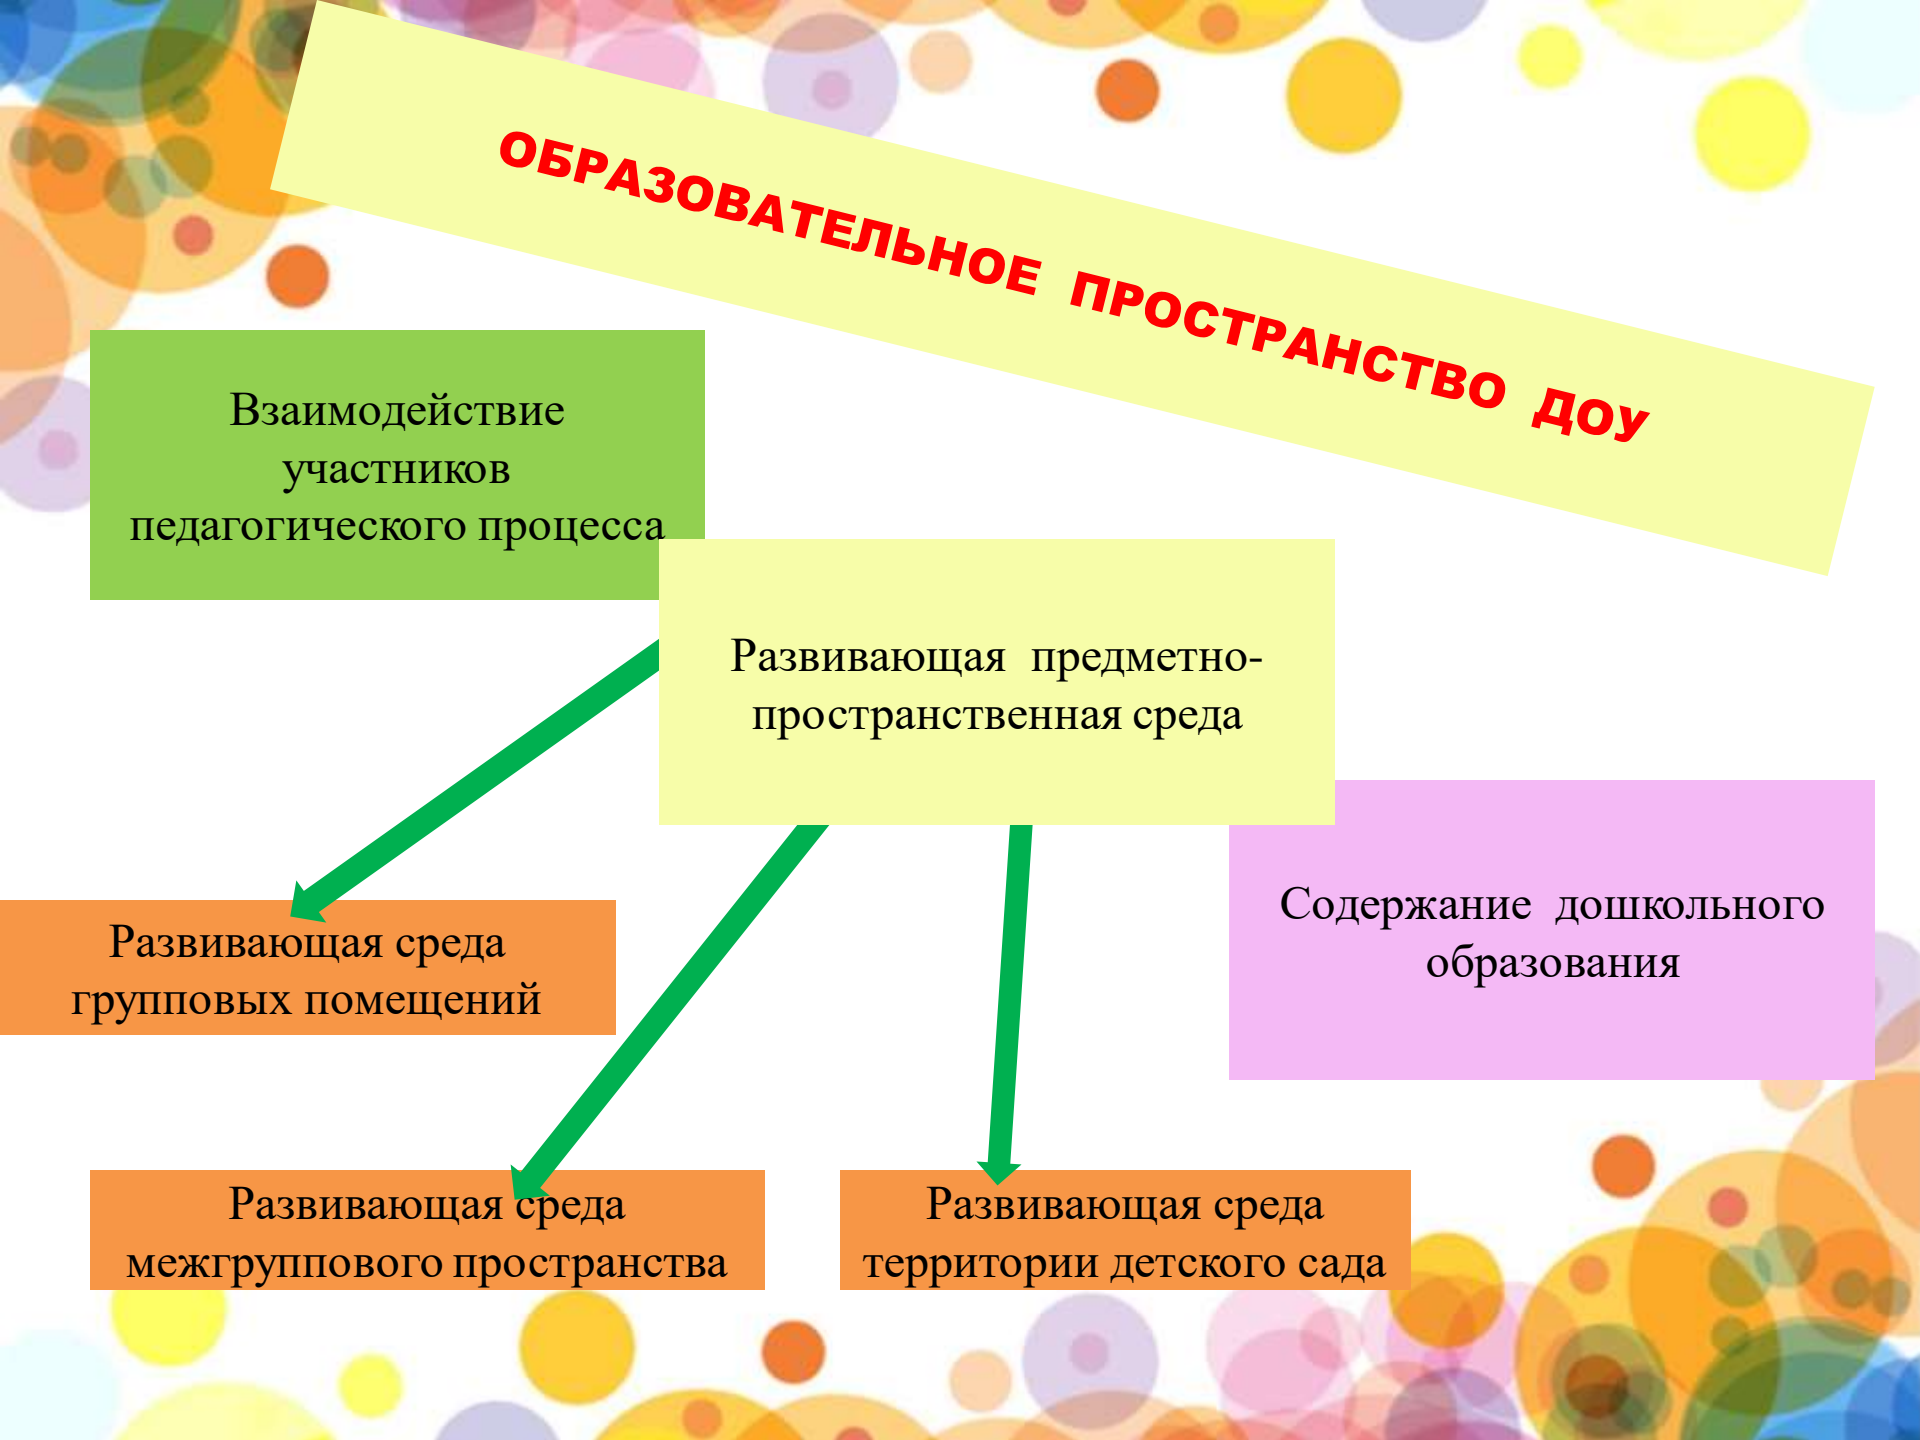 ОБРАЗОВАТЕЛЬНОЕ ПРОСТРАНСТВО ДОУ
Взаимодействие
участников
педагогического процесса
Развивающая предметно-
пространственная среда
Содержание дошкольного
образования
Развивающая среда
групповых помещений
Развивающая среда
межгруппового пространства
Развивающая среда
территории детского сада